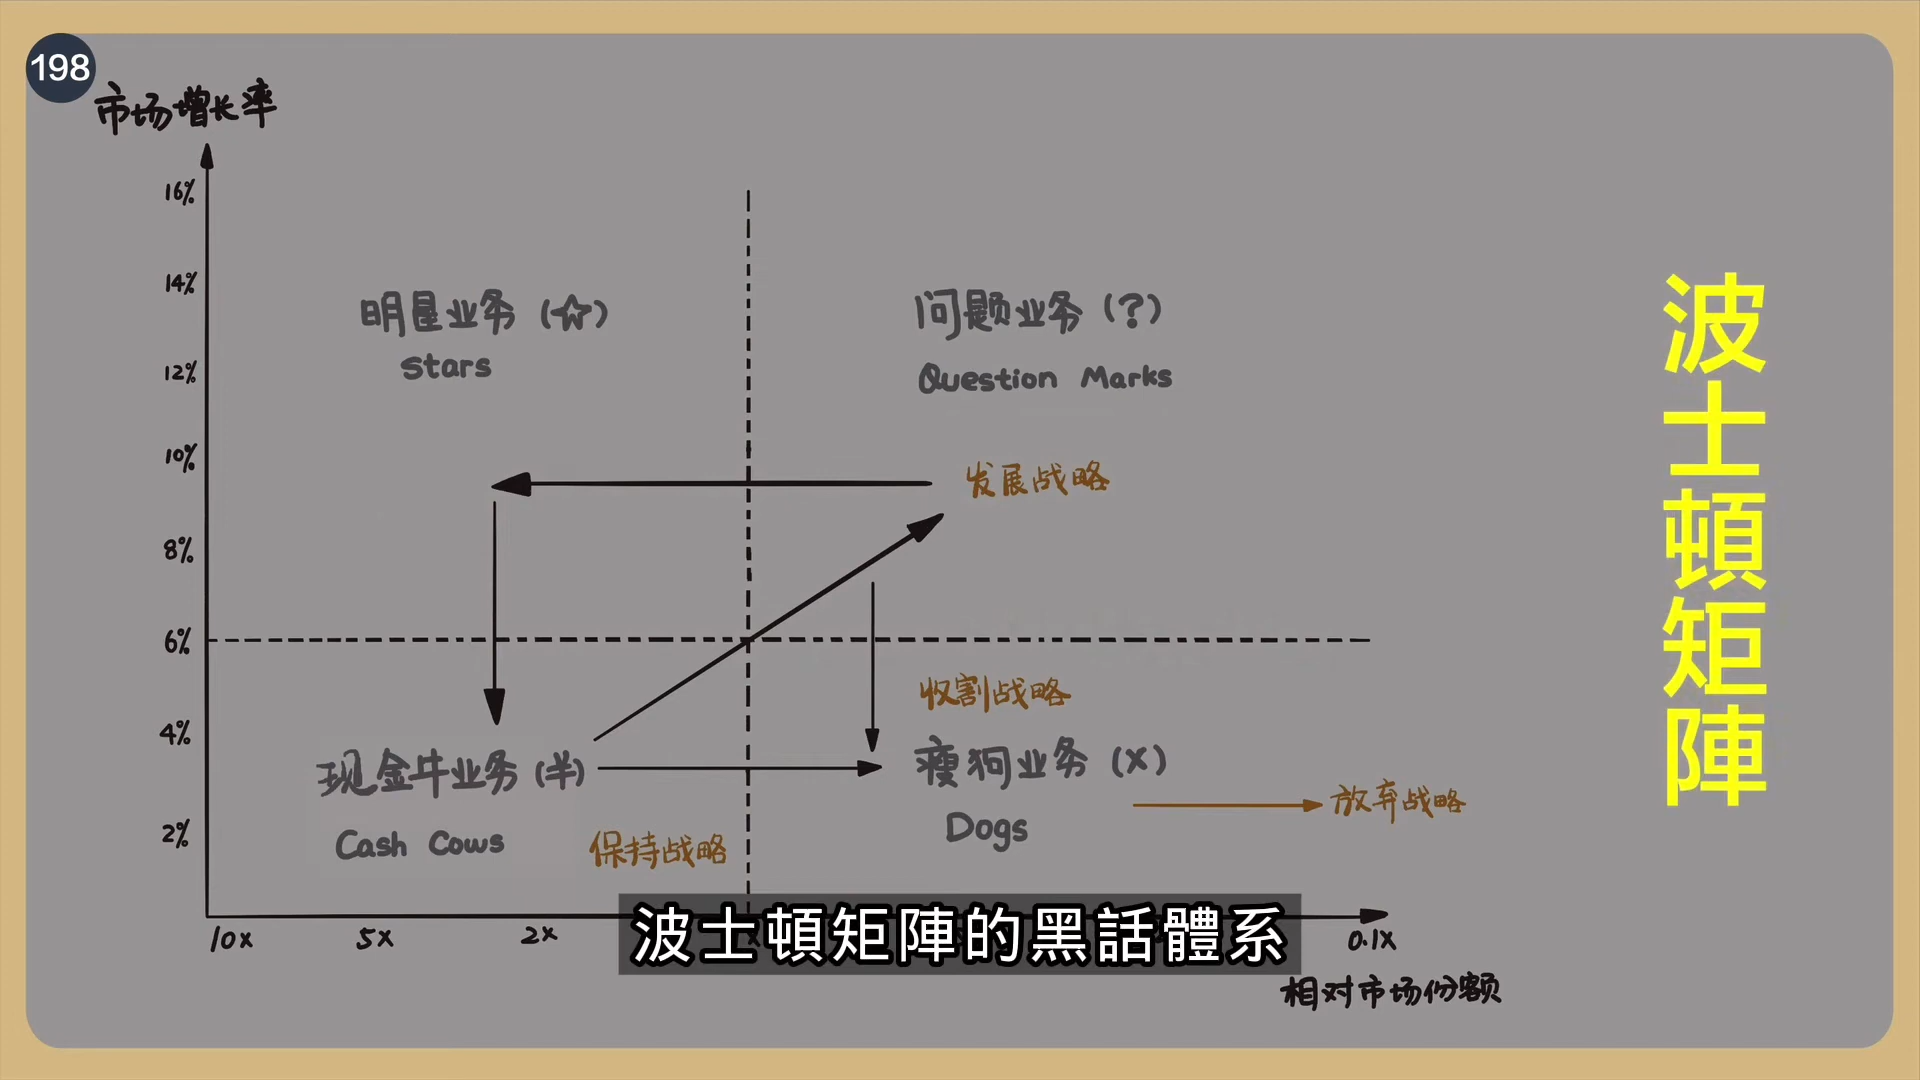 198
市场增长率
16%
14%
12%
10%
8%
6%
4%
2%
明星业务(☆)
stars
问题业务(?)
Question Marks
发展战略
收割战略
现金牛业务(半)
Cash Cows
保持战略
瘦狗业务(X)
Dogs
放弃战略
10x
5x
2x
0.1x
相对市场份额
波士頓矩陣
波士頓矩陣的黑話體系